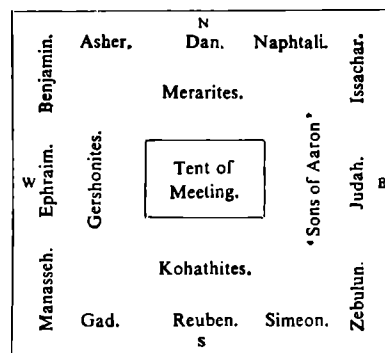 N
Asher. Dan. Naphtali.
Benjamin.
Issachar.
Merarites.
W
Ephraim.
Gershonites.
Tent of
Meeting.
"Sons of Aaron"
Judah.
E
Manasseh.
Kohathites.
Zebulun.
Gad. Reuben. Simeon.
S